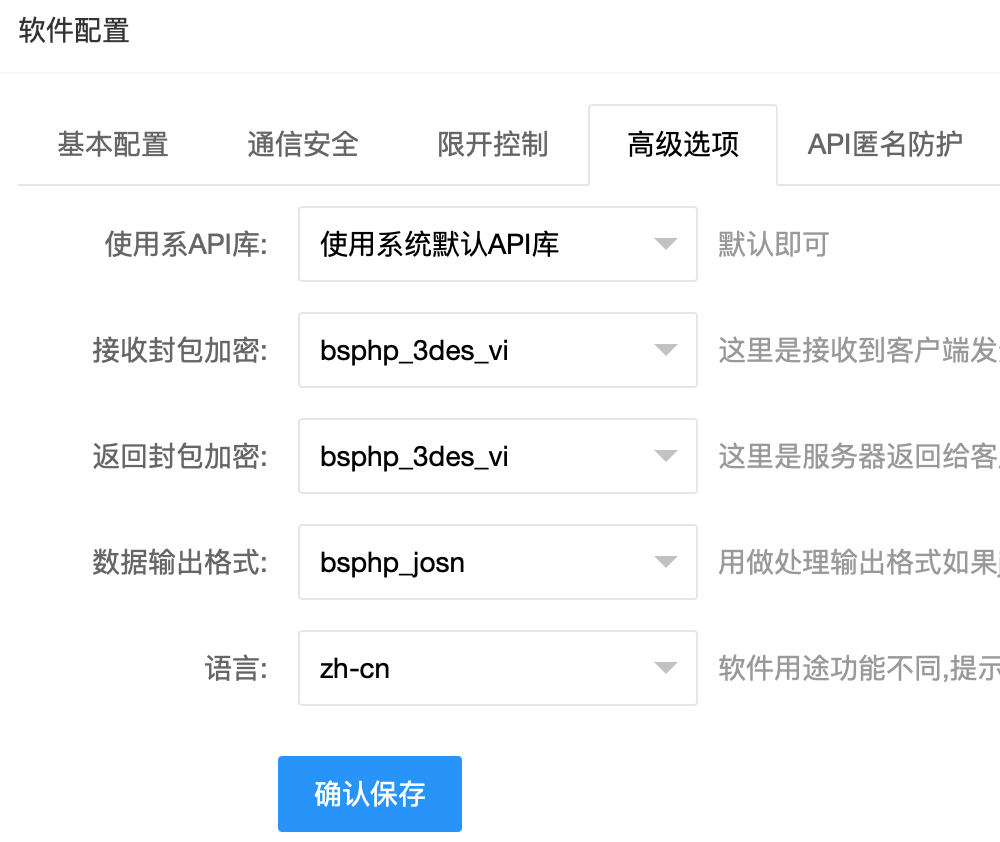 软件配置
基本配置 通信安全 限开控制 高级选项 API匿名防护
使用系API库: 使用系统默认API库 默认即可
接收封包加密: bsphp_3des_vi 这里是接收到客户端发
返回封包加密: bsphp_3des_vi 这里是服务器返回给客
数据输出格式: bsphp_josn 用做处理输出格式如果j
语言: zh-cn 软件用途功能不同,提示
确认保存